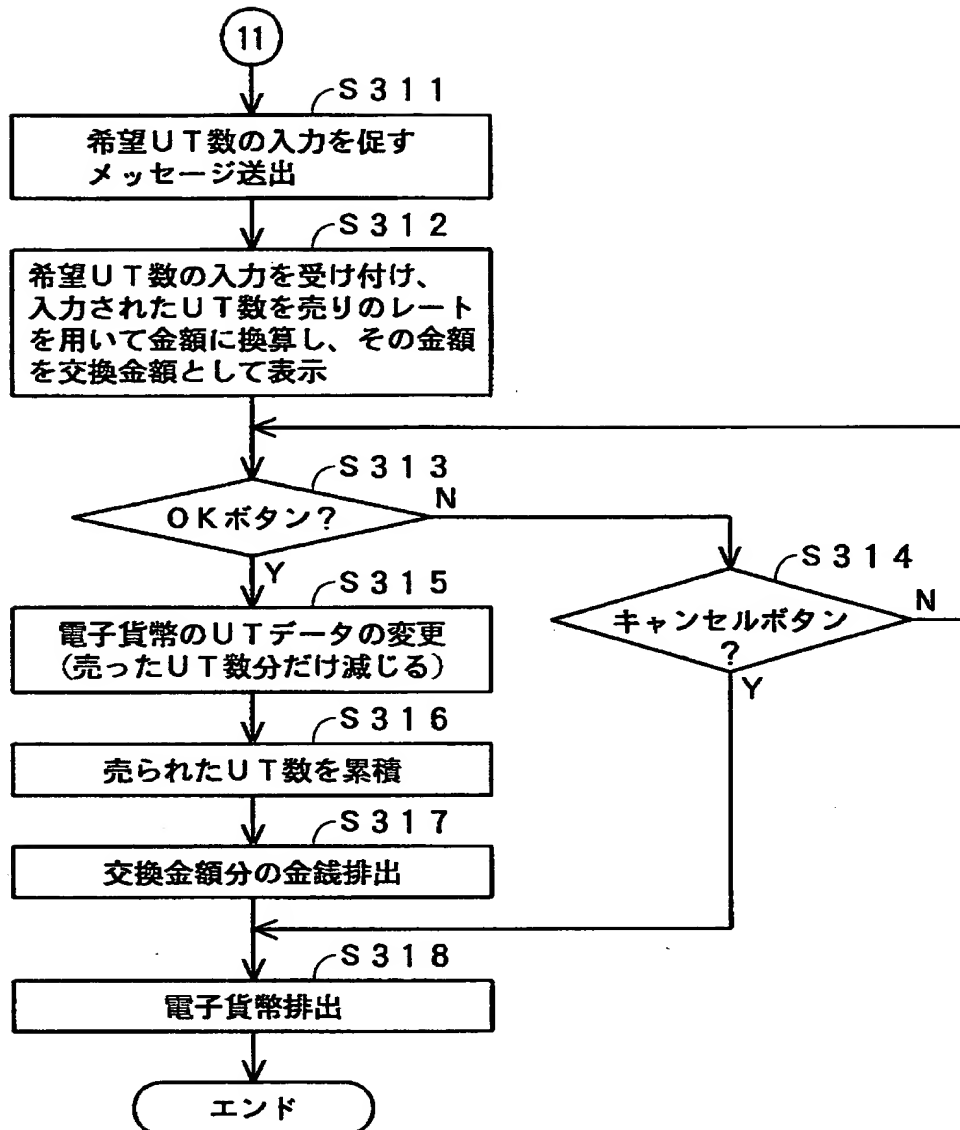 11
S311
希望UT数の入力を促す
メッセージ送出
S312
希望UT数の入力を受け付け、
入力されたUT数を売りのレート
を用いて金額に換算し、その金額
を交換金額として表示
S313
OKボタン?
N
Y
S314
キャンセルボタン
?
N
Y
S315
電子貨幣のUTデータの変更
(売ったUT数分だけ減じる)
S316
売られたUT数を累積
S317
交換金額分の金銭排出
S318
電子貨幣排出
エンド